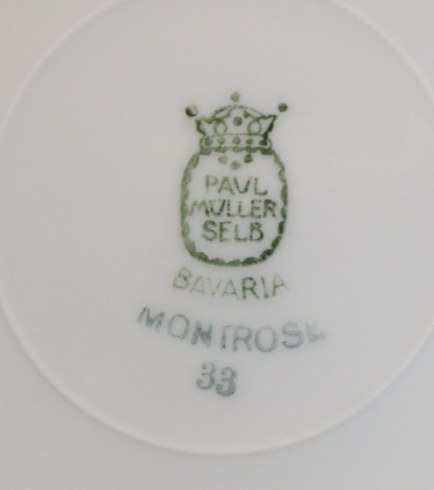 PAUL
MÜLLER
SELB
BAVARIA
MONTROSE
33